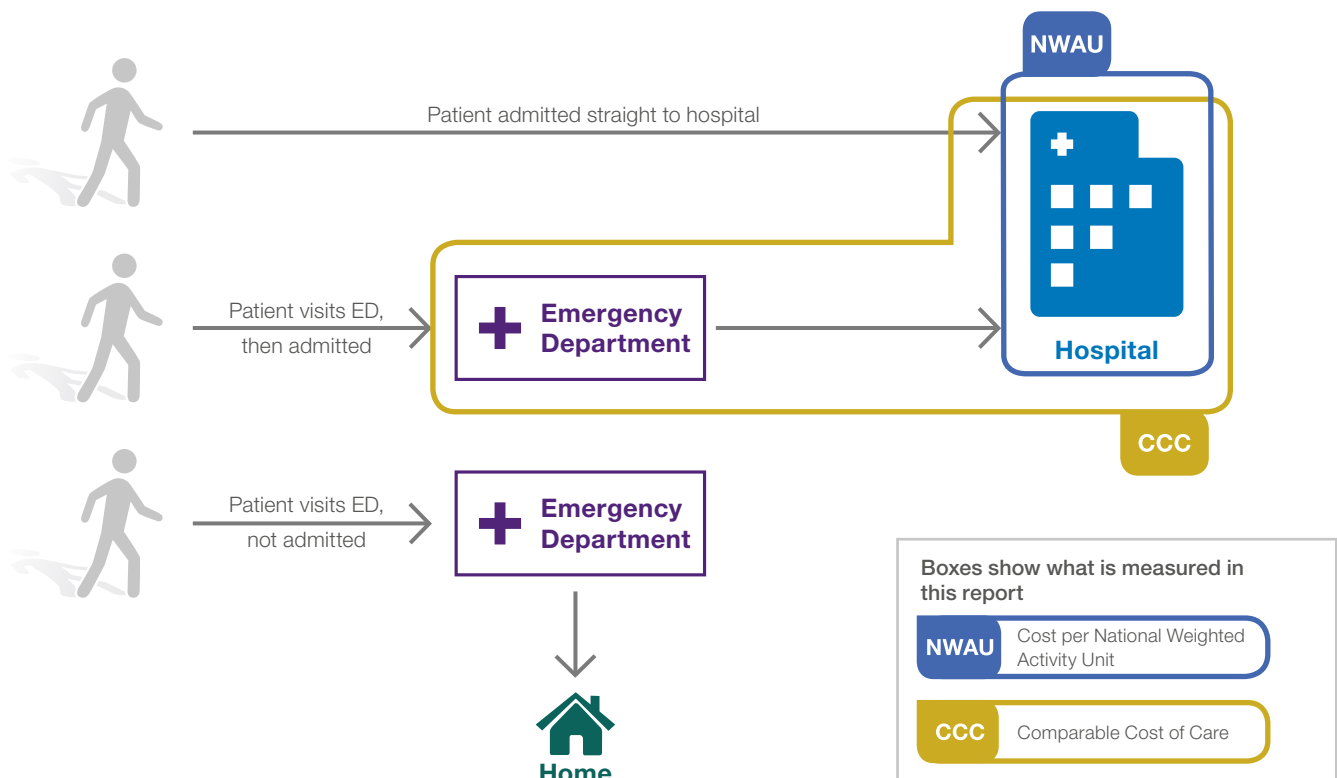 NWAU
Patient admitted straight to hospital
Patient visits ED,
then admitted
Emergency
Department
Hospital
CCC
Patient visits ED,
not admitted
Emergency
Department
Home
Boxes show what is measured in
this report
NWAU
Cost per National Weighted
Activity Unit
CCC
Comparable Cost of Care